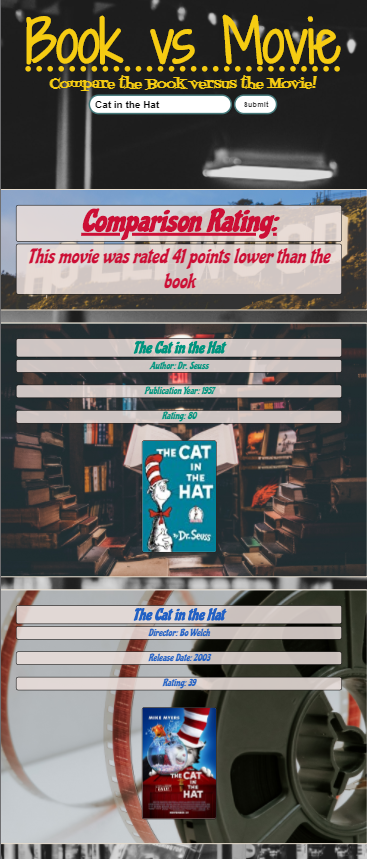 Book vs Movie
Compare the Book versus the Movie!
Cat in the Hat
Submit
Comparison Rating:
This movie was rated 41 points lower than the
book
The Cat in the Hat
Author: Dr. Seuss
Publication Year: 1957
Rating: 80
THE CAT
IN
THE
HAT
By Dr. Seuss
The Cat in the Hat
Director: Bo Welch
Release Date: 2003
Rating: 39
MIKE MYERS
THE CAT
IN THE
HAT